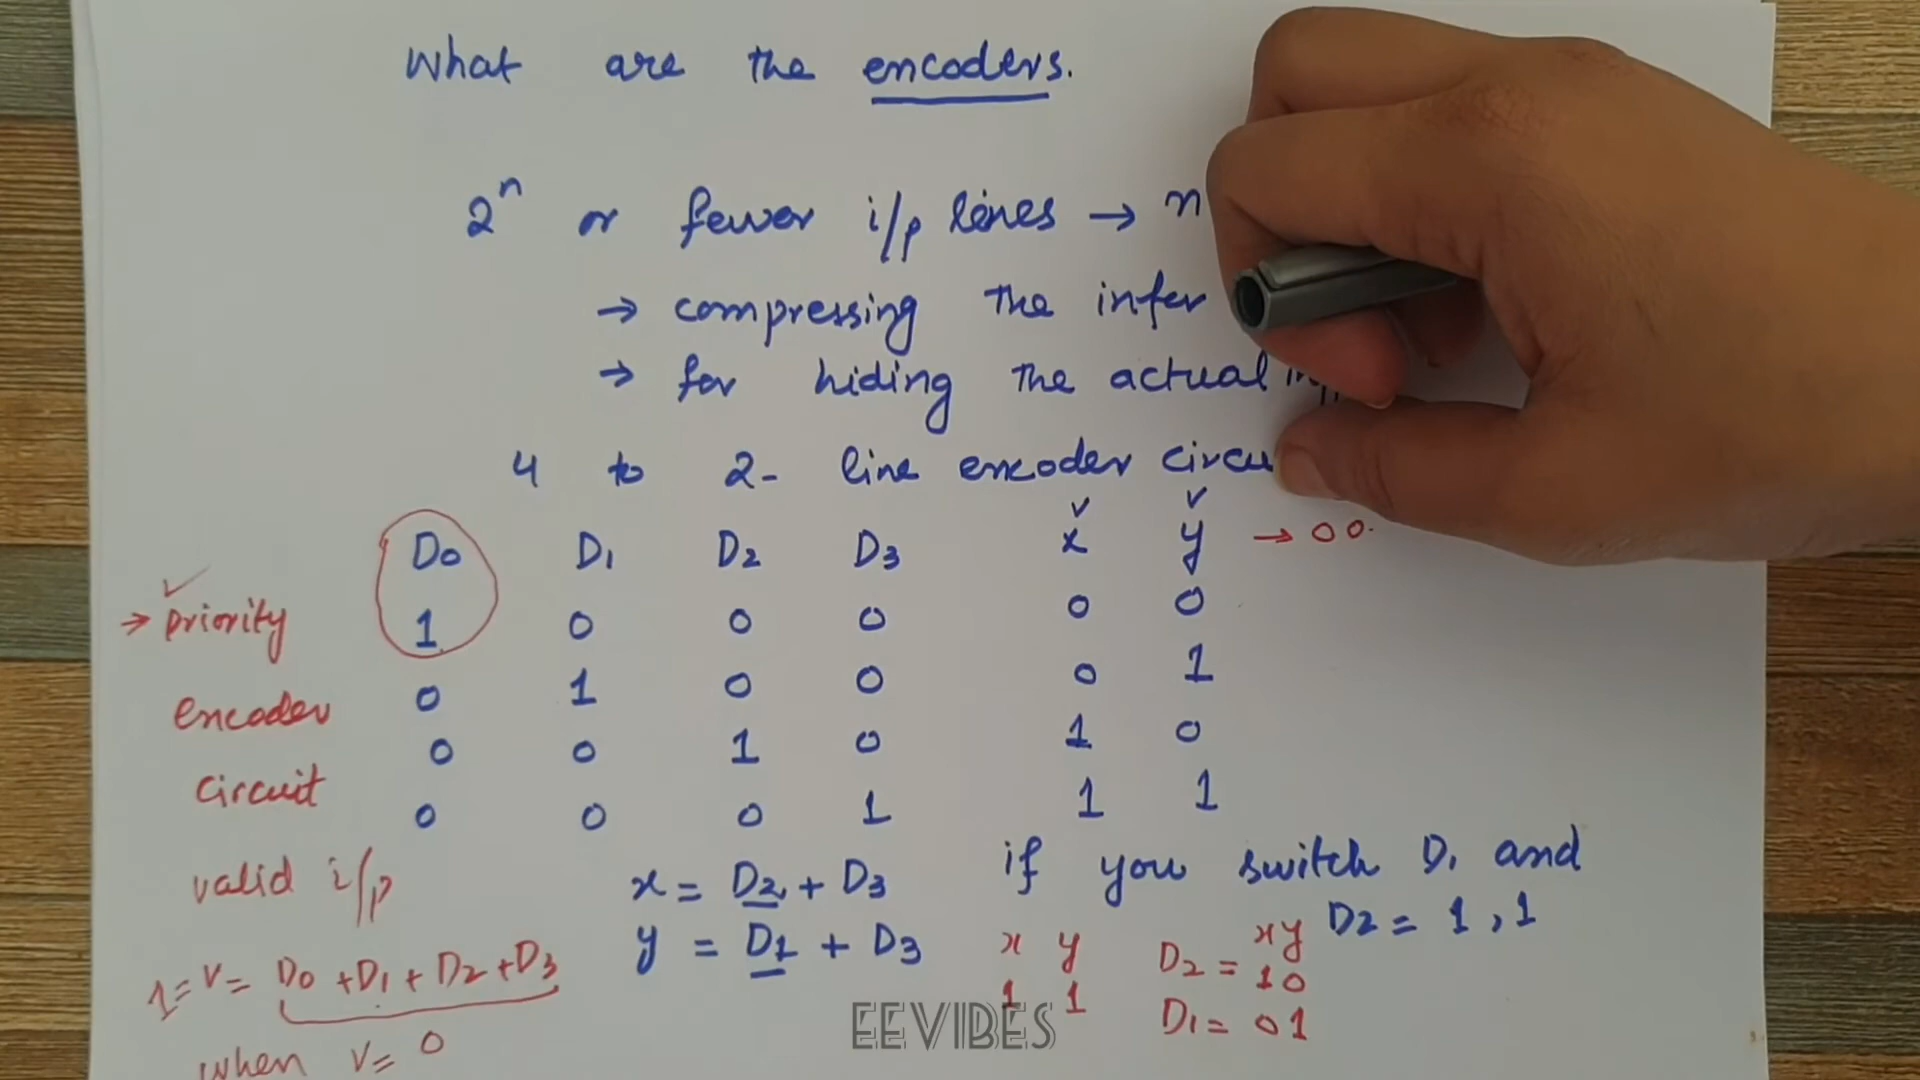 What are the encoders.
2^n or fewer i/p lines → n
→ compressing the infer
→ for hiding the actual
4 to 2- line encoder circu
D0 D1 D2 D3 x y → 00.
→ Priority 1 0 0 0 0 0
0 1 0 0 0 1
encoder
0 0 1 0 1 0
circuit
0 0 0 1 1 1
valid i/p
x = D2 + D3
y = D1 + D3
if you switch D1 and
D2 = 1, 1
x y
1 1
xy
D2 = 10
D1 = 01
1 = V = D0 + D1 + D2 + D3
when V = 0
EEVIBES